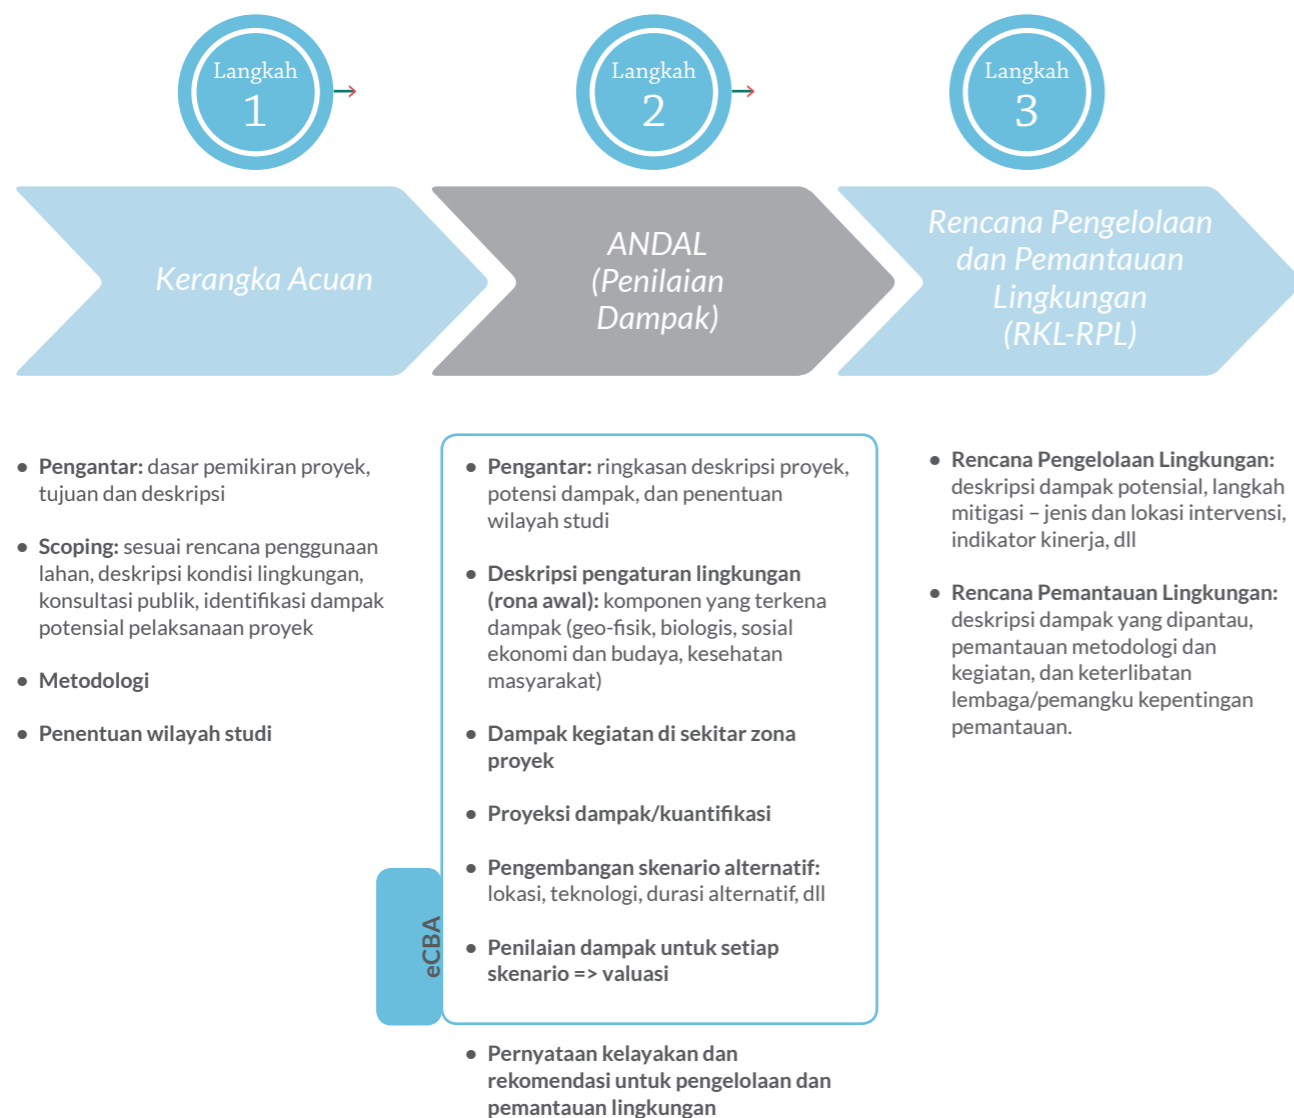 Langkah
1
Langkah
2
Langkah
3
Kerangka Acuan
ANDAL
(Penilaian
Dampak)
Rencana Pengelolaan
dan Pemantauan
Lingkungan
(RKL-RPL)
● Pengantar: dasar pemikiran proyek,
tujuan dan deskripsi
● Scoping: sesuai rencana penggunaan
lahan, deskripsi kondisi lingkungan,
konsultasi publik, identifikasi dampak
potensial pelaksanaan proyek
● Metodologi
● Penentuan wilayah studi
● Pengantar: ringkasan deskripsi proyek,
potensi dampak, dan penentuan
wilayah studi
● Deskripsi pengaturan lingkungan
(rona awal): komponen yang terkena
dampak (geo-fisik, biologis, sosial
ekonomi dan budaya, kesehatan
masyarakat)
● Dampak kegiatan di sekitar zona
proyek
● Proyeksi dampak/kuantifikasi
● Pengembangan skenario alternatif:
lokasi, teknologi, durasi alternatif, dll
● Penilaian dampak untuk setiap
skenario => valuasi
eCBA
● Pernyataan kelayakan dan
rekomendasi untuk pengelolaan dan
pemantauan lingkungan
● Rencana Pengelolaan Lingkungan:
deskripsi dampak potensial, langkah
mitigasi – jenis dan lokasi intervensi,
indikator kinerja, dll
● Rencana Pemantauan Lingkungan:
deskripsi dampak yang dipantau,
pemantauan metodologi dan
kegiatan, dan keterlibatan
lembaga/pemangku kepentingan
pemantauan.